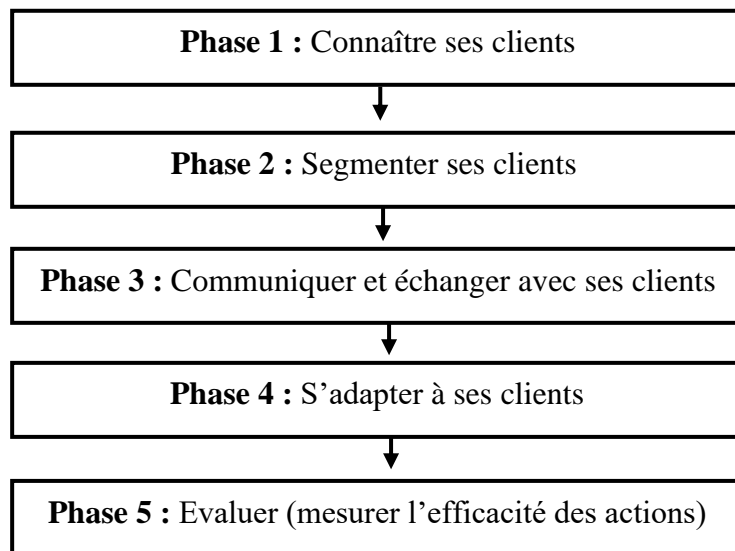 Phase 1 : Connaître ses clients
Phase 2 : Segmenter ses clients
Phase 3 : Communiquer et échanger avec ses clients
Phase 4 : S’adapter à ses clients
Phase 5 : Evaluer (mesurer l’efficacité des actions)